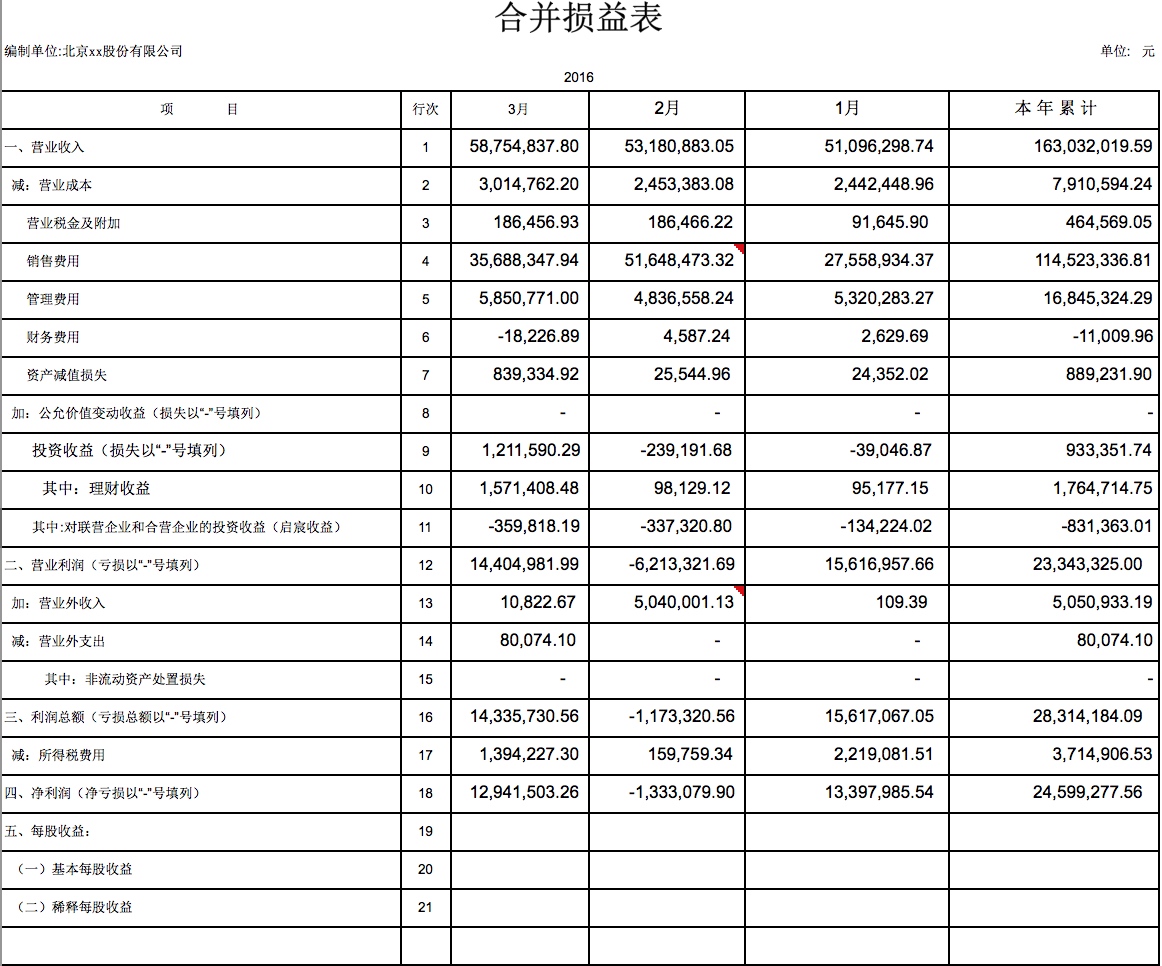 合并损益表
编制单位:北京xx股份有限公司 单位: 元
2016
项 目 行次 3月 2月 1月 本年累计
一、营业收入 1 58,754,837.80 53,180,883.05 51,096,298.74 163,032,019.59
减：营业成本 2 3,014,762.20 2,453,383.08 2,442,448.96 7,910,594.24
营业税金及附加 3 186,456.93 186,466.22 91,645.90 464,569.05
销售费用 4 35,688,347.94 51,648,473.32 27,558,934.37 114,523,336.81
管理费用 5 5,850,771.00 4,836,558.24 5,320,283.27 16,845,324.29
财务费用 6 -18,226.89 4,587.24 2,629.69 -11,009.96
资产减值损失 7 839,334.92 25,544.96 24,352.02 889,231.90
加：公允价值变动收益（损失以“-”号填列） 8 - - - -
投资收益（损失以“-”号填列） 9 1,211,590.29 -239,191.68 -39,046.87 933,351.74
其中：理财收益 10 1,571,408.48 98,129.12 95,177.15 1,764,714.75
其中:对联营企业和合营企业的投资收益（启宸收益） 11 -359,818.19 -337,320.80 -134,224.02 -831,363.01
二、营业利润（亏损以“-”号填列） 12 14,404,981.99 -6,213,321.69 15,616,957.66 23,343,325.00
加：营业外收入 13 10,822.67 5,040,001.13 109.39 5,050,933.19
减：营业外支出 14 80,074.10 - - 80,074.10
其中：非流动资产处置损失 15 - - - -
三、利润总额（亏损总额以“-”号填列） 16 14,335,730.56 -1,173,320.56 15,617,067.05 28,314,184.09
减：所得税费用 17 1,394,227.30 159,759.34 2,219,081.51 3,714,906.53
四、净利润（净亏损以“-”号填列） 18 12,941,503.26 -1,333,079.90 13,397,985.54 24,599,277.56
五、每股收益： 19
（一）基本每股收益 20
（二）稀释每股收益 21